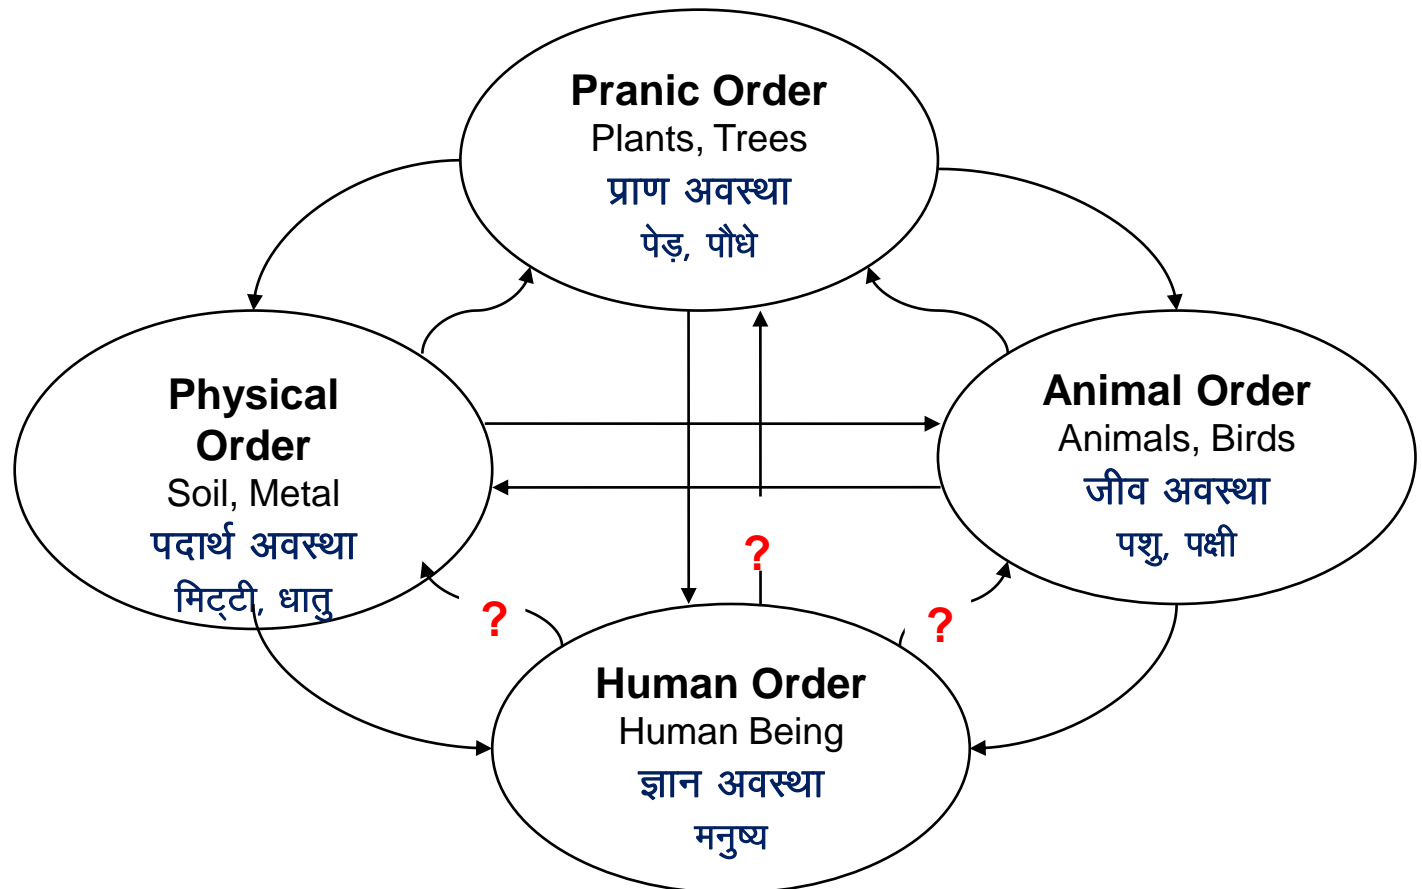 Pranic Order
Plants, Trees
प्राण अवस्था
पेड़, पौधे
Physical
Order
Soil, Metal
पदार्थ अवस्था
मिट्टी, धातु
Animal Order
Animals, Birds
जीव अवस्था
पशु, पक्षी
?
?
?
Human Order
Human Being
ज्ञान अवस्था
मनुष्य